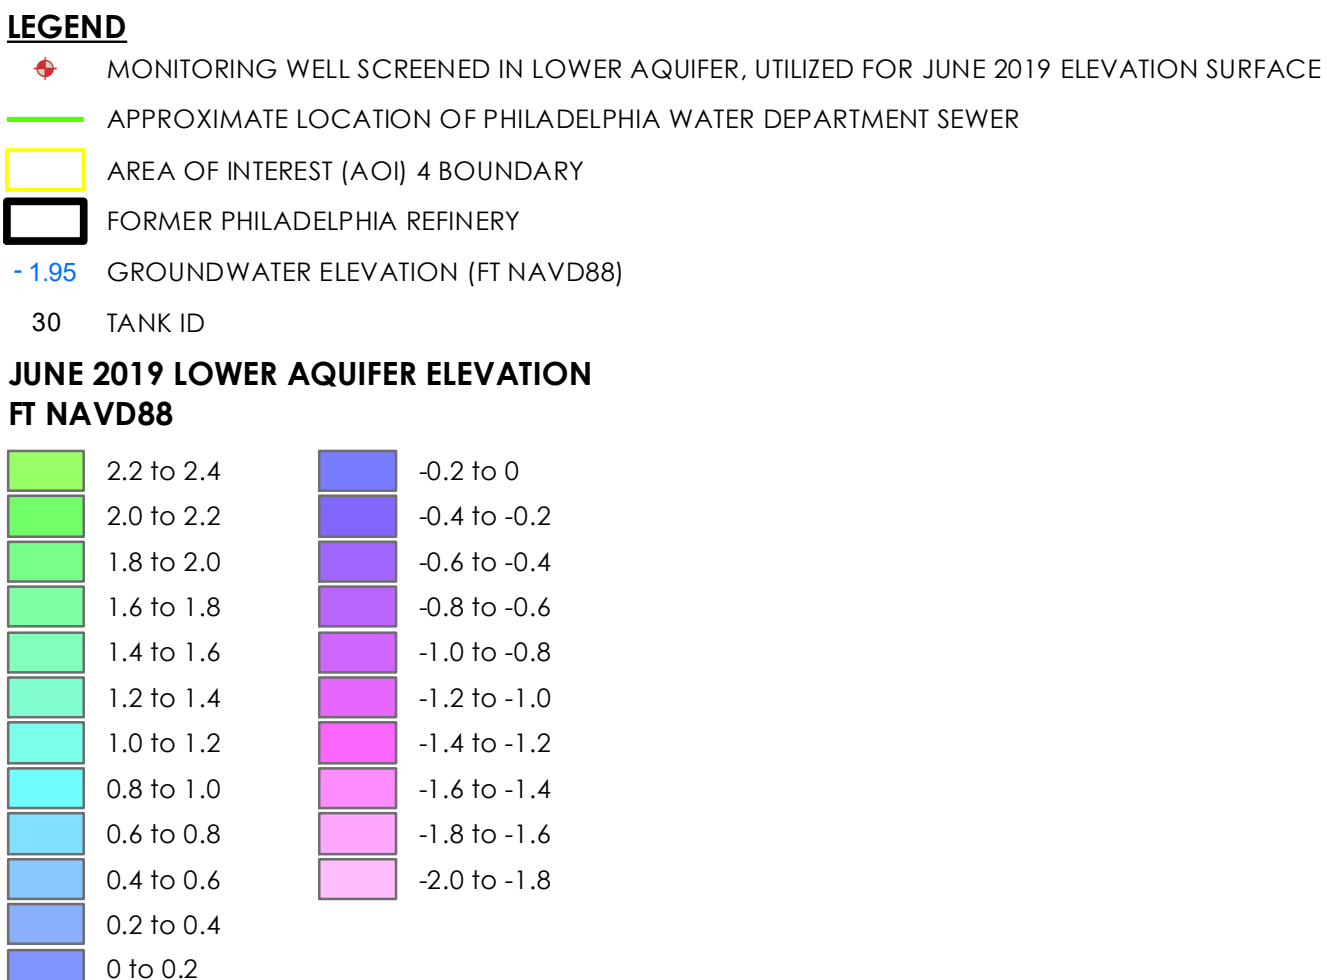 LEGEND
MONITORING WELL SCREENED IN LOWER AQUIFER, UTILIZED FOR JUNE 2019 ELEVATION SURFACE
APPROXIMATE LOCATION OF PHILADELPHIA WATER DEPARTMENT SEWER
AREA OF INTEREST (AOI) 4 BOUNDARY
FORMER PHILADELPHIA REFINERY
- 1.95 GROUNDWATER ELEVATION (FT NAVD88)
30 TANK ID
JUNE 2019 LOWER AQUIFER ELEVATION
FT NAVD88
2.2 to 2.4
2.0 to 2.2
1.8 to 2.0
1.6 to 1.8
1.4 to 1.6
1.2 to 1.4
1.0 to 1.2
0.8 to 1.0
0.6 to 0.8
0.4 to 0.6
0.2 to 0.4
0 to 0.2
-0.2 to 0
-0.4 to -0.2
-0.6 to -0.4
-0.8 to -0.6
-1.0 to -0.8
-1.2 to -1.0
-1.4 to -1.2
-1.6 to -1.4
-1.8 to -1.6
-2.0 to -1.8